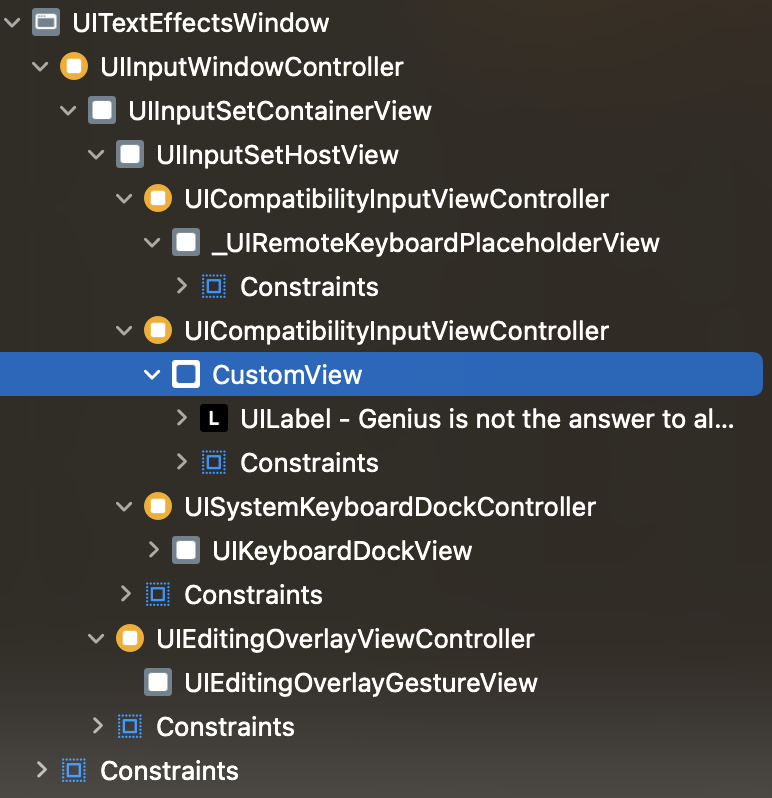 UITextEffectsWindow
UIInputWindowController
UIInputSetContainerView
UIInputSetHostView
UICompatibilityInputViewController
_UIRemoteKeyboardPlaceholderView
Constraints
UICompatibilityInputViewController
CustomView
L UILabel - Genius is not the answer to al...
Constraints
UISystemKeyboardDockController
UIKeyboardDockView
Constraints
UIEditingOverlayViewController
UIEditingOverlayGestureView
Constraints
Constraints